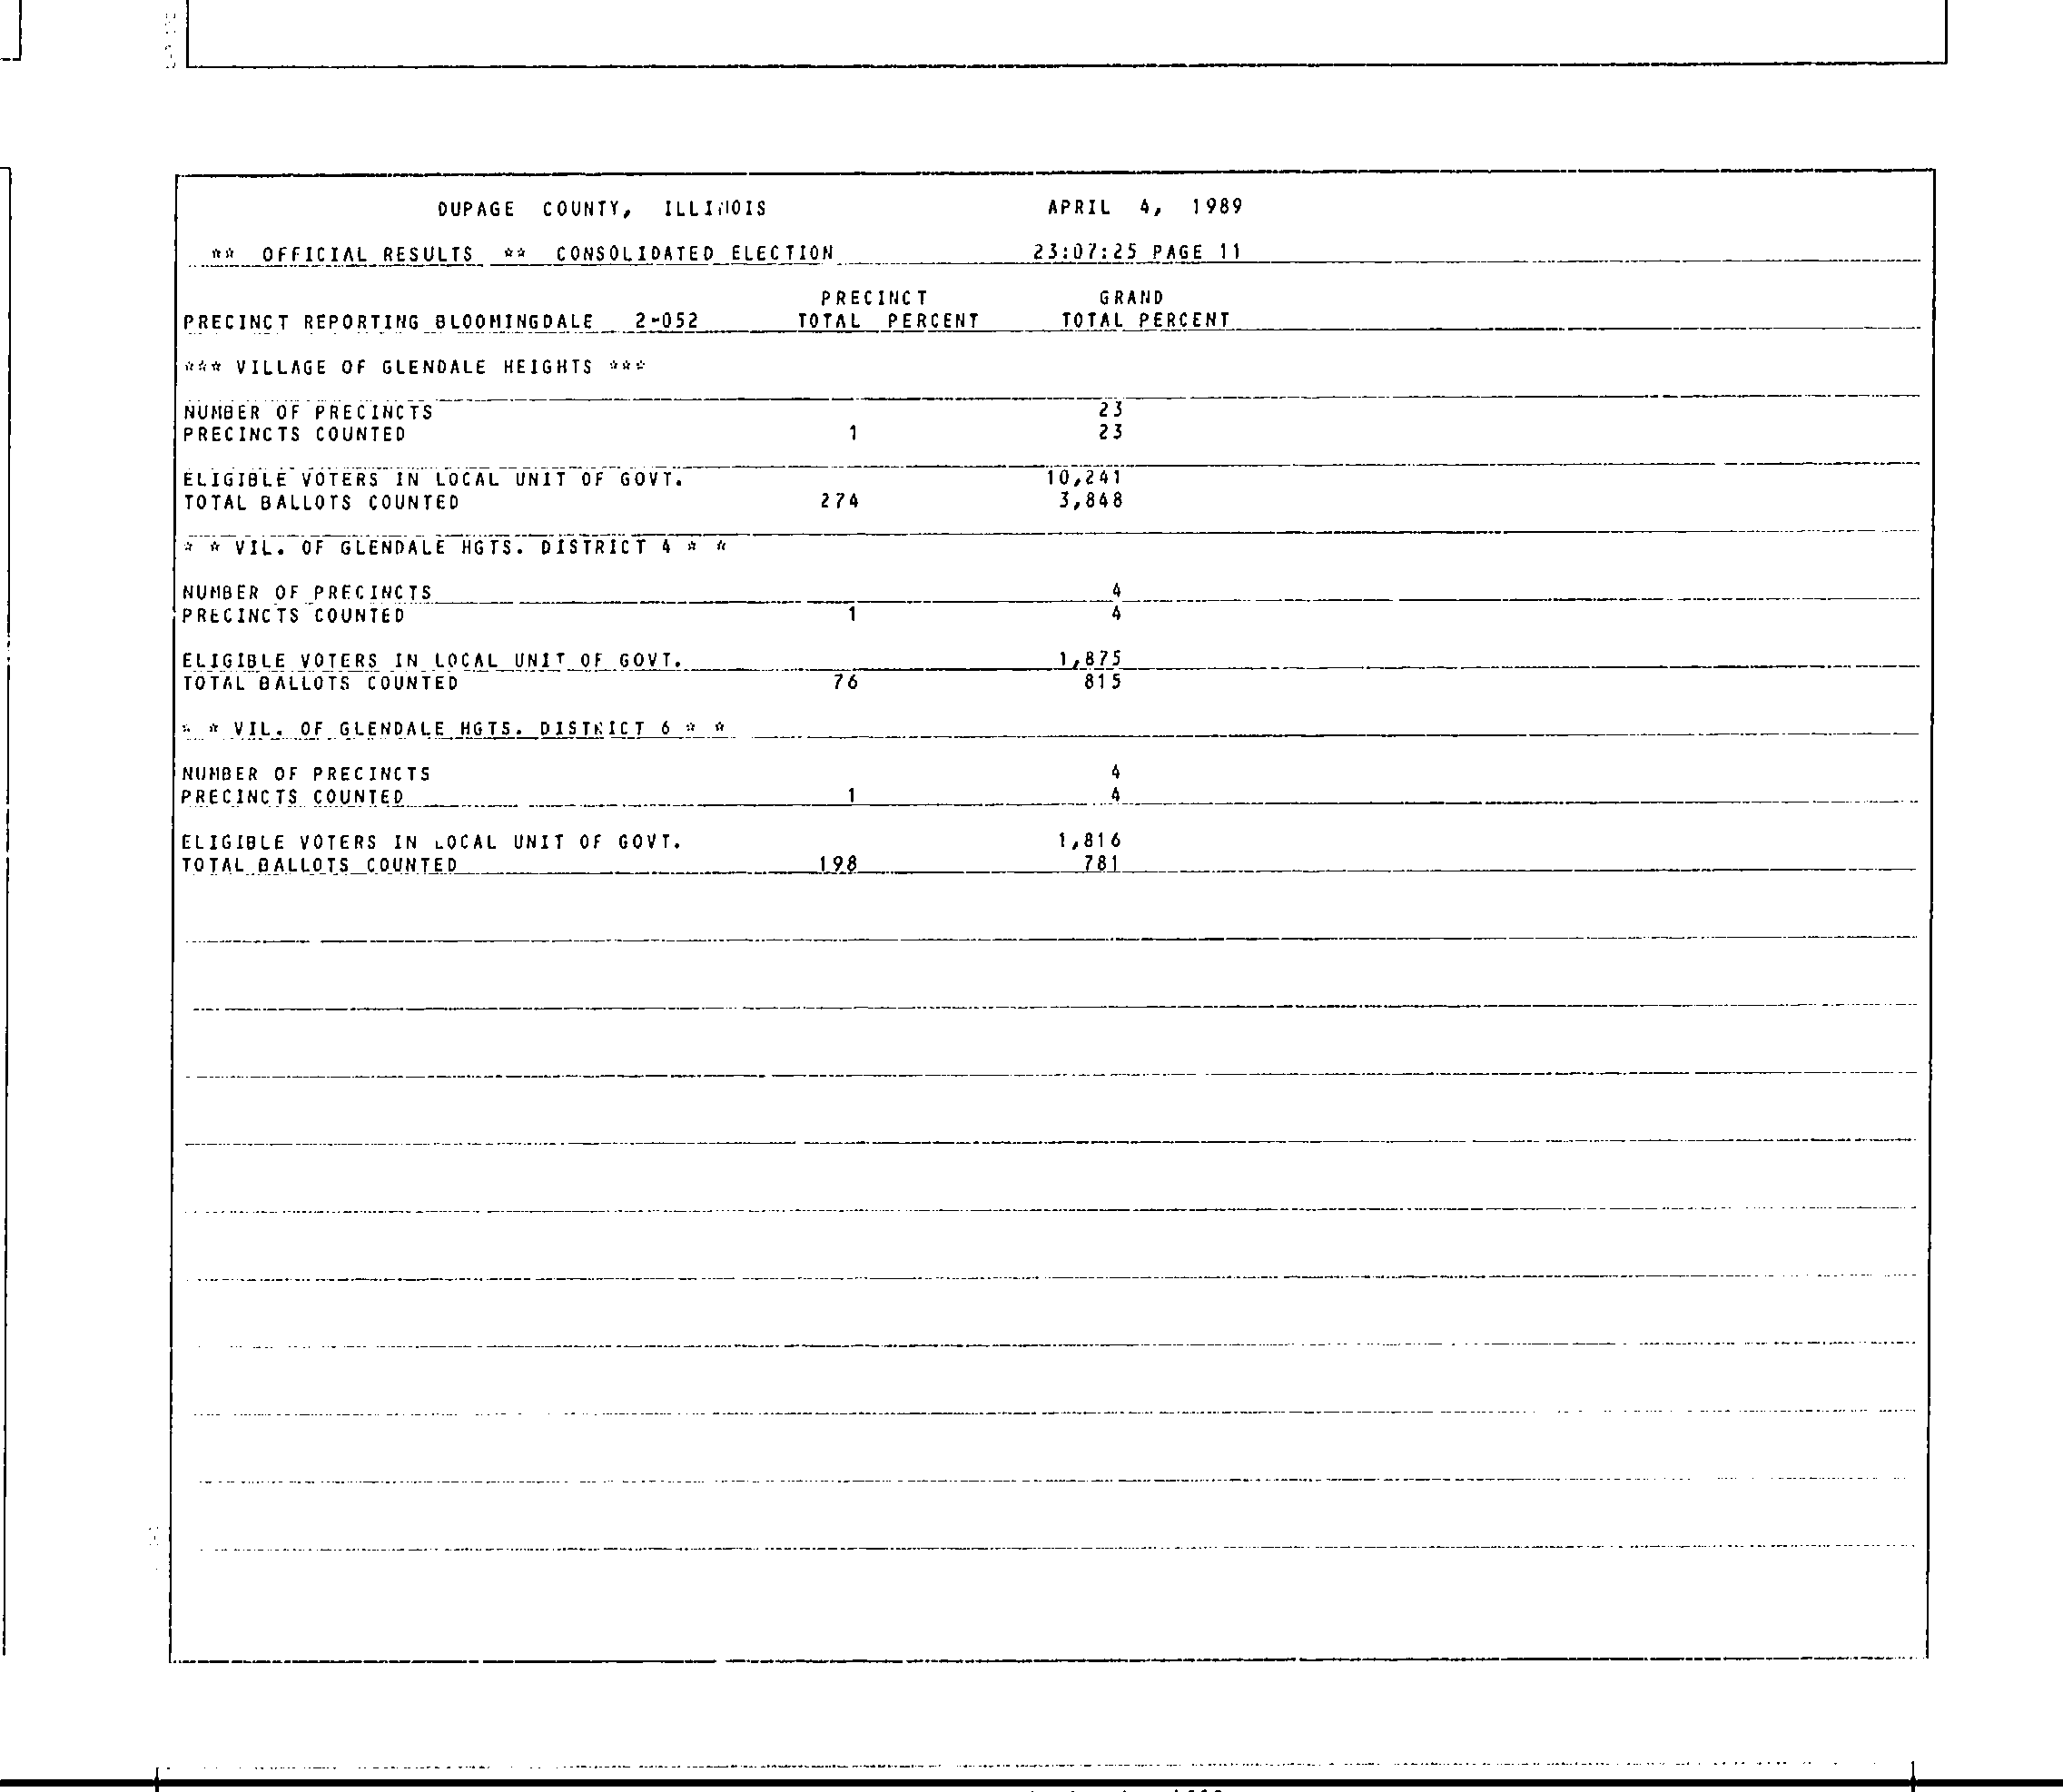 DUPAGE COUNTY, ILLINOIS APRIL 4, 1989
** OFFICIAL RESULTS ** CONSOLIDATED ELECTION 23:07:25 PAGE 11
PRECINCT GRAND
PRECINCT REPORTING BLOOMINGDALE 2-052 TOTAL PERCENT TOTAL PERCENT
*** VILLAGE OF GLENDALE HEIGHTS ***
NUMBER OF PRECINCTS 23
PRECINCTS COUNTED 1 23
ELIGIBLE VOTERS IN LOCAL UNIT OF GOVT. 10,241
TOTAL BALLOTS COUNTED 274 3,848
* * VIL. OF GLENDALE HGTS. DISTRICT 4 * *
NUMBER OF PRECINCTS 4
PRECINCTS COUNTED 1 4
ELIGIBLE VOTERS IN LOCAL UNIT OF GOVT. 1,875
TOTAL BALLOTS COUNTED 76 815
* * VIL. OF GLENDALE HGTS. DISTRICT 6 * *
NUMBER OF PRECINCTS 4
PRECINCTS COUNTED 1 4
ELIGIBLE VOTERS IN LOCAL UNIT OF GOVT. 1,816
TOTAL BALLOTS COUNTED 198 781